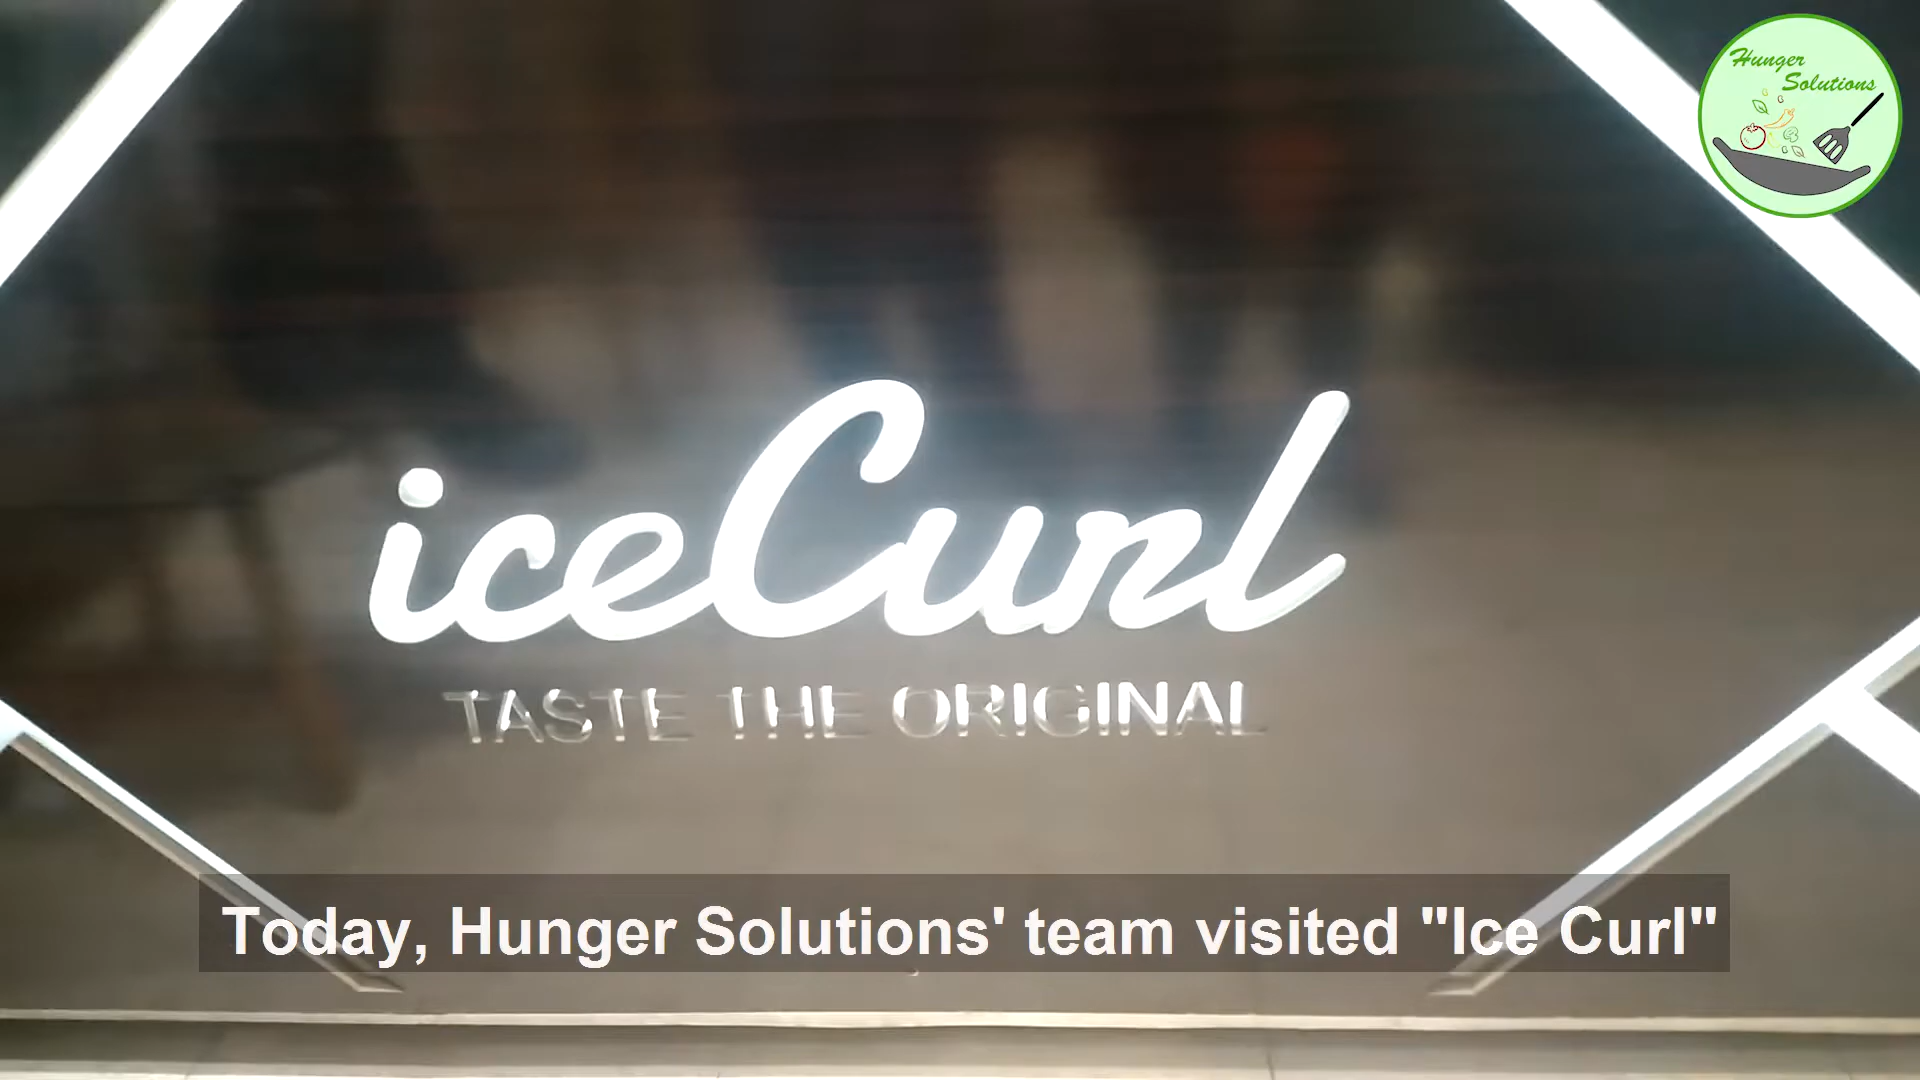 Hunger
Solutions
iceCurl
TASTE THE ORIGINAL
Today, Hunger Solutions' team visited "Ice Curl"